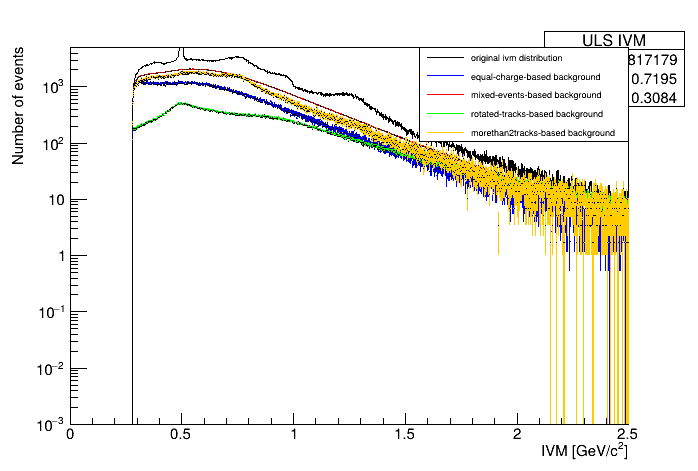 ULS IVM
817179
0.7195
0.3084
original ivm distribution
equal-charge-based background
mixed-events-based background
rotated-tracks-based background
morethan2tracks-based background
Number of events
10³
10²
10
1
10⁻¹
10⁻²
10⁻³
0 0.5 1 1.5 2 2.5
IVM [GeV/c²]